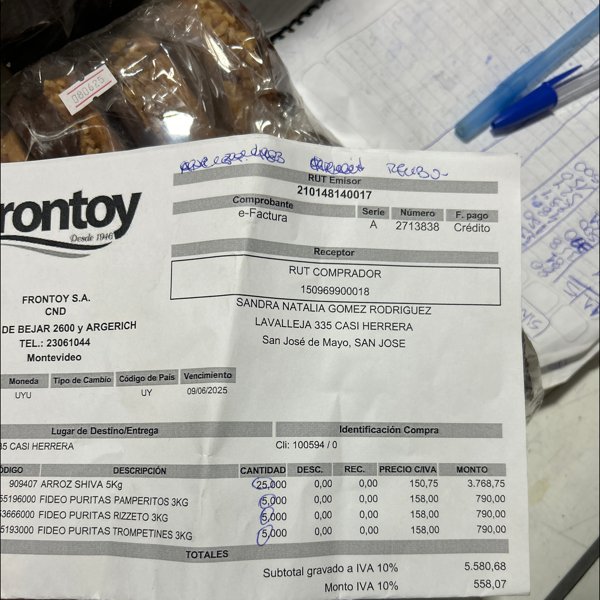 080625
RECIBO-
RUT Emisor
210148140017
rontoy
Desde 1946
Comprobante Serie Número F. pago
e-Factura A 2713838 Crédito
Receptor
RUT COMPRADOR
150969900018
SANDRA NATALIA GOMEZ RODRIGUEZ
LAVALLEJA 335 CASI HERRERA
San José de Mayo, SAN JOSE
FRONTOY S.A.
CND
DE BEJAR 2600 y ARGERICH
TEL.: 23061044
Montevideo
Moneda Tipo de Cambio Código de País Vencimiento
UYU UY 09/06/2025
Lugar de Destino/Entrega Identificación Compra
35 CASI HERRERA Cli: 100594 / 0
ÓDIGO DESCRIPCIÓN CANTIDAD DESC. REC. PRECIO C/IVA MONTO
909407 ARROZ SHIVA 5Kg 25,000 0,00 0,00 150,75 3.768,75
55196000 FIDEO PURITAS PAMPERITOS 3KG 5,000 0,00 0,00 158,00 790,00
53666000 FIDEO PURITAS RIZZETO 3KG 5,000 0,00 0,00 158,00 790,00
55193000 FIDEO PURITAS TROMPETINES 3KG 5,000 0,00 0,00 158,00 790,00
TOTALES
Subtotal gravado a IVA 10% 5.580,68
Monto IVA 10% 558,07